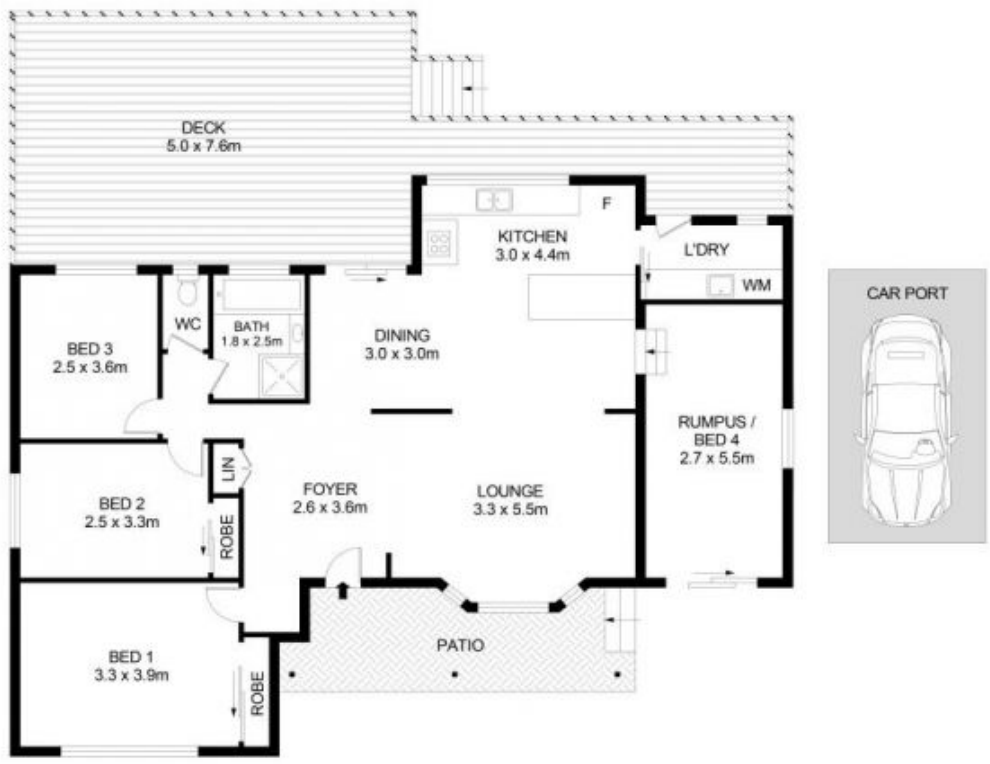 DECK
5.0 x 7.6m
F
KITCHEN
3.0 x 4.4m
L'DRY
WM
CAR PORT
WC
BATH
1.8 x 2.5m
DINING
3.0 x 3.0m
BED 3
2.5 x 3.6m
RUMPUS /
BED 4
2.7 x 5.5m
LIN
BED 2
2.5 x 3.3m
ROBE
FOYER
2.6 x 3.6m
LOUNGE
3.3 x 5.5m
PATIO
BED 1
3.3 x 3.9m
ROBE